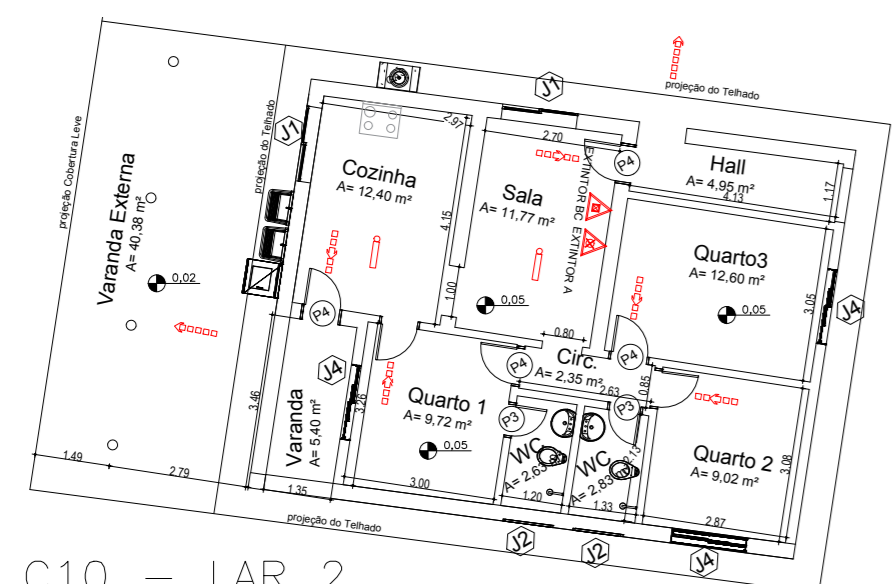 projeção do Telhado
J1
J1
projeção Cobertura Leve
projeção do Telhado
Varanda Externa
A= 40,38 m²
0,02
Cozinha
A= 12,40 m²
2.97
4.15
1.00
2.70
Sala
A= 11,77 m²
0,05
0.80
EXTINTOR BC
EXTINTOR A
P4
Hall
A= 4,95 m²
4.13
1.17
Quarto3
A= 12,60 m²
0,05
3.05
J4
P4
P4
P4
Circ.
A= 2,35 m²
2.63
0.85
J4
3.46
3.26
Varanda
A= 5,40 m²
Quarto 1
A= 9,72 m²
0,05
P3
P3
WC
WC
A= 2,83 m²
2.13
Quarto 2
A= 9,02 m²
3.08
1.49
2.79
1.35
3.00
1.20
1.33
2.87
projeção do Telhado
J2
J2
J4
C10 – LAR 2